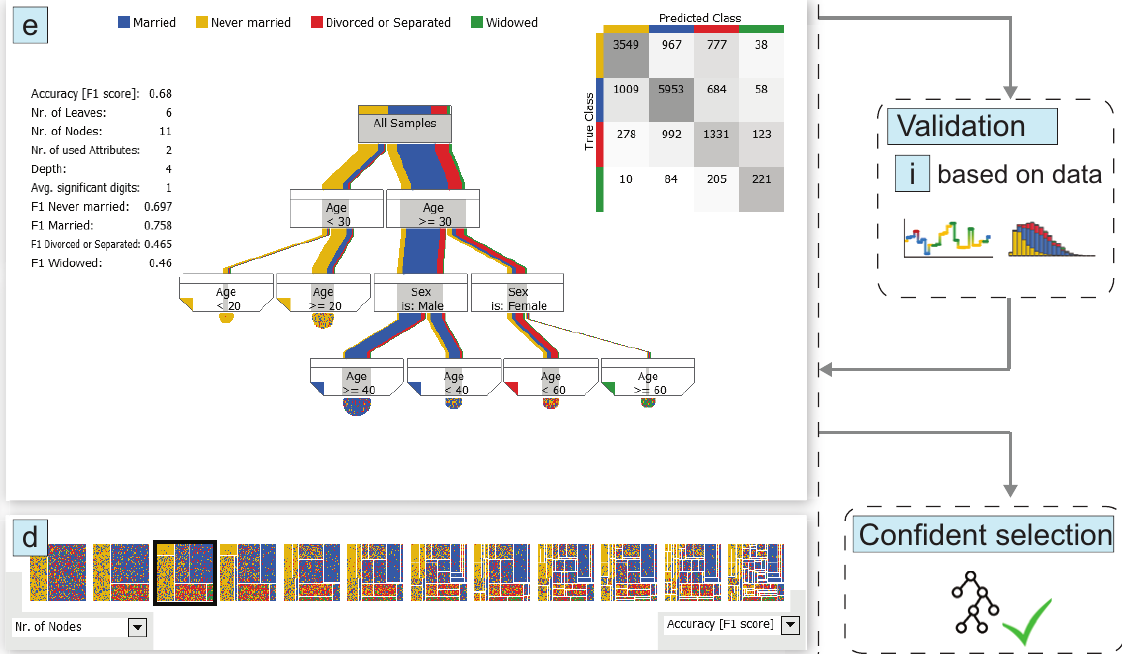 e
Married
Never married
Divorced or Separated
Widowed
Predicted Class
True Class
3549 967 777 38
1009 5953 684 58
278 992 1331 123
10 84 205 221
Accuracy [F1 score]: 0.68
Nr. of Leaves: 6
Nr. of Nodes: 11
Nr. of used Attributes: 2
Depth: 4
Avg. significant digits: 1
F1 Never married: 0.697
F1 Married: 0.758
F1 Divorced or Separated: 0.465
F1 Widowed: 0.46
All Samples
Age
< 30
Age
>= 30
Age
< 20
Age
>= 20
Sex
is: Male
Sex
is: Female
Age
>= 40
Age
< 40
Age
< 60
Age
>= 60
Validation
i based on data
d
Nr. of Nodes
Accuracy [F1 score]
Confident selection